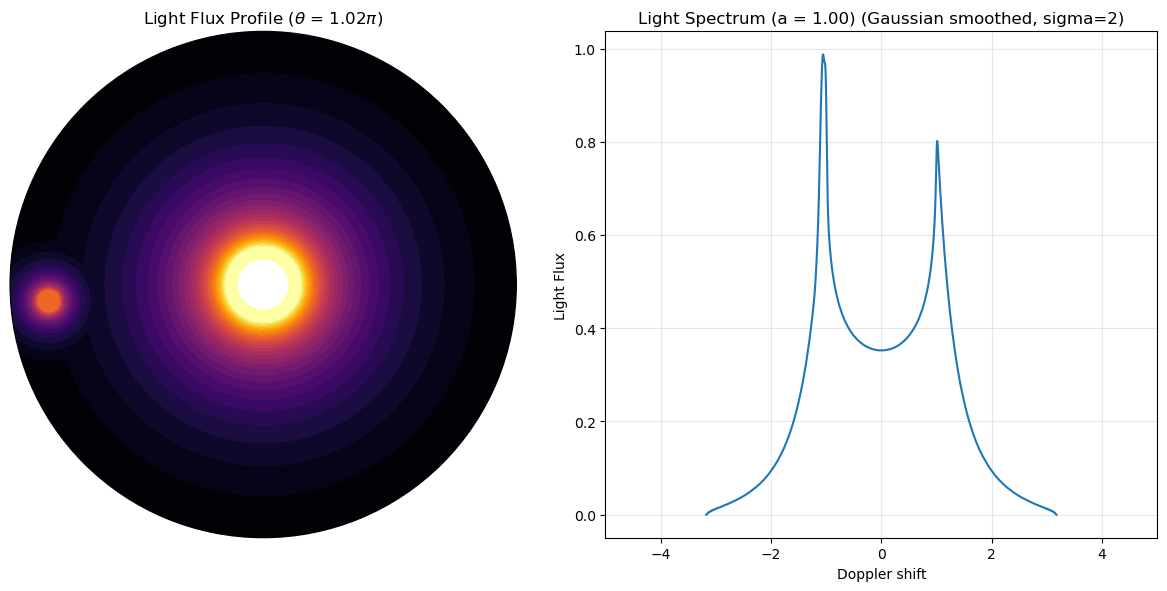 Light Flux Profile (θ = 1.02π)
Light Spectrum (a = 1.00) (Gaussian smoothed, sigma=2)
1.0
0.8
0.6
0.4
0.2
0.0
Light Flux
−4
−2
0
2
4
Doppler shift